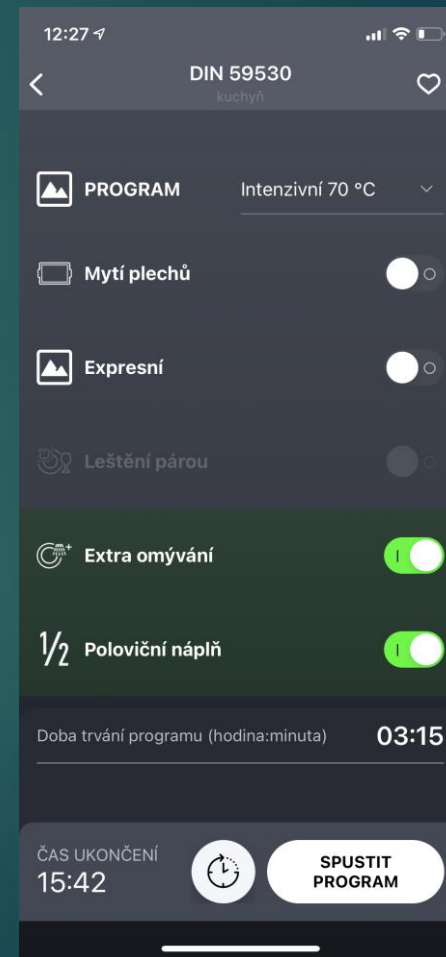 12:27
DIN 59530
kuchyň
PROGRAM Intenzivní 70 °C
Mytí plechů
Expresní
Leštění párou
Extra omývání
1/2 Poloviční náplň
Doba trvání programu (hodina:minuta) 03:15
ČAS UKONČENÍ
15:42
SPUSTIT
PROGRAM